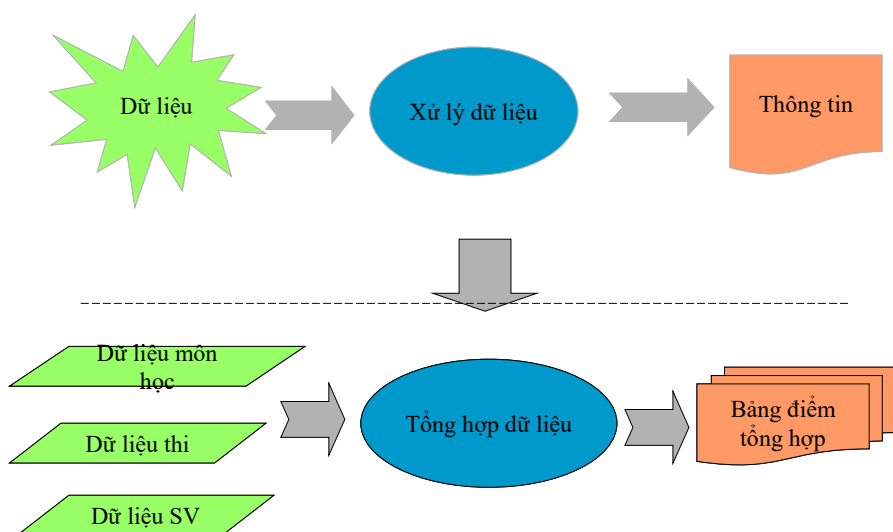 Dữ liệu
Xử lý dữ liệu
Thông tin
Dữ liệu môn
học
Dữ liệu thi
Dữ liệu SV
Tổng hợp dữ liệu
Bảng điểm
tổng hợp